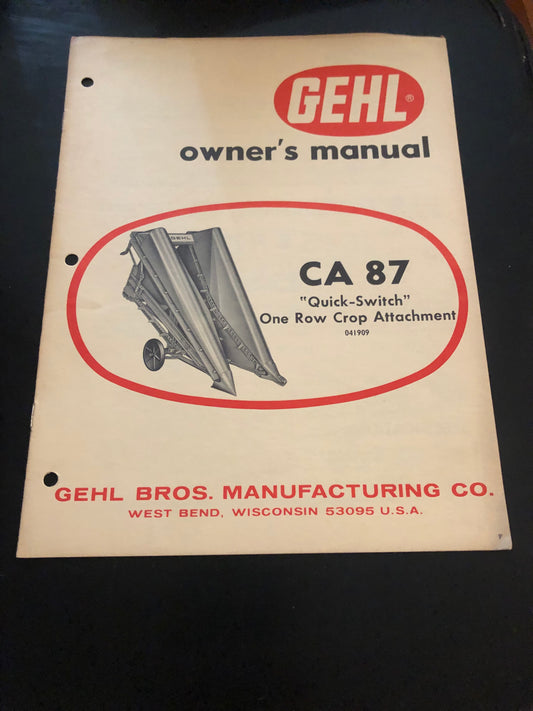 GEHL®
owner's manual
GEHL
CA 87
"Quick-Switch"
One Row Crop Attachment
041909
GEHL BROS. MANUFACTURING CO.
WEST BEND, WISCONSIN 53095 U.S.A.